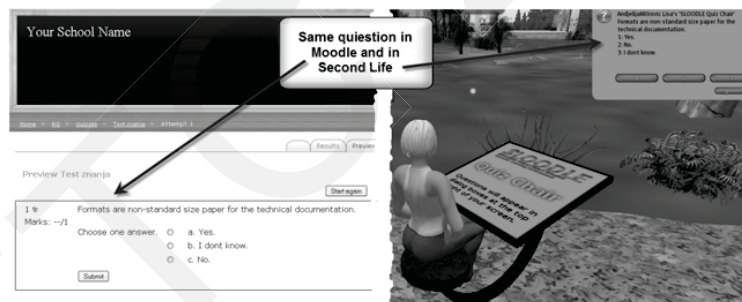 Your School Name
Same quiestion in
Moodle and in
Second Life
Home > RG > Quizzes > Test znanja > Attempt 1
Results
Preview
Preview Test znanja
Start again
1
Marks: --/1
Formats are non-standard size paper for the technical documentation.
Choose one answer.
a. Yes.
b. I dont know.
c. No.
Submit
Lisa's "SLOODLE Quiz Chair"
Formats are non-standard size paper for the
technical documentation.
1: Yes.
2: No.
3: I dont know.
SLOODLE
Quiz Chair
Questions will appear in
dialog boxes at the top
of your screen.